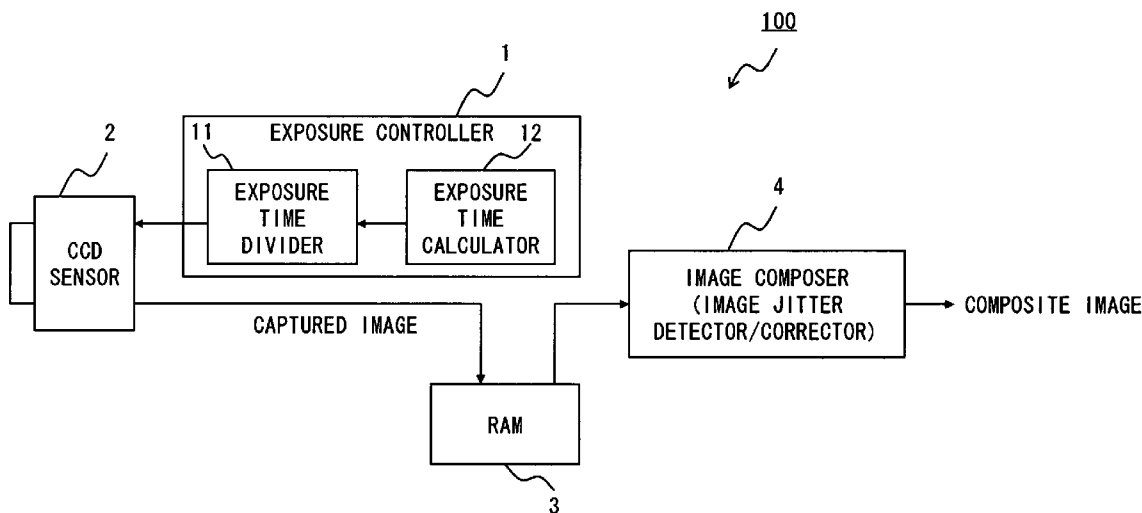 100
1
EXPOSURE CONTROLLER
11
12
2
EXPOSURE
TIME
DIVIDER
EXPOSURE
TIME
CALCULATOR
CCD
SENSOR
4
IMAGE COMPOSER
(IMAGE JITTER
DETECTOR/CORRECTOR)
COMPOSITE IMAGE
CAPTURED IMAGE
RAM
3